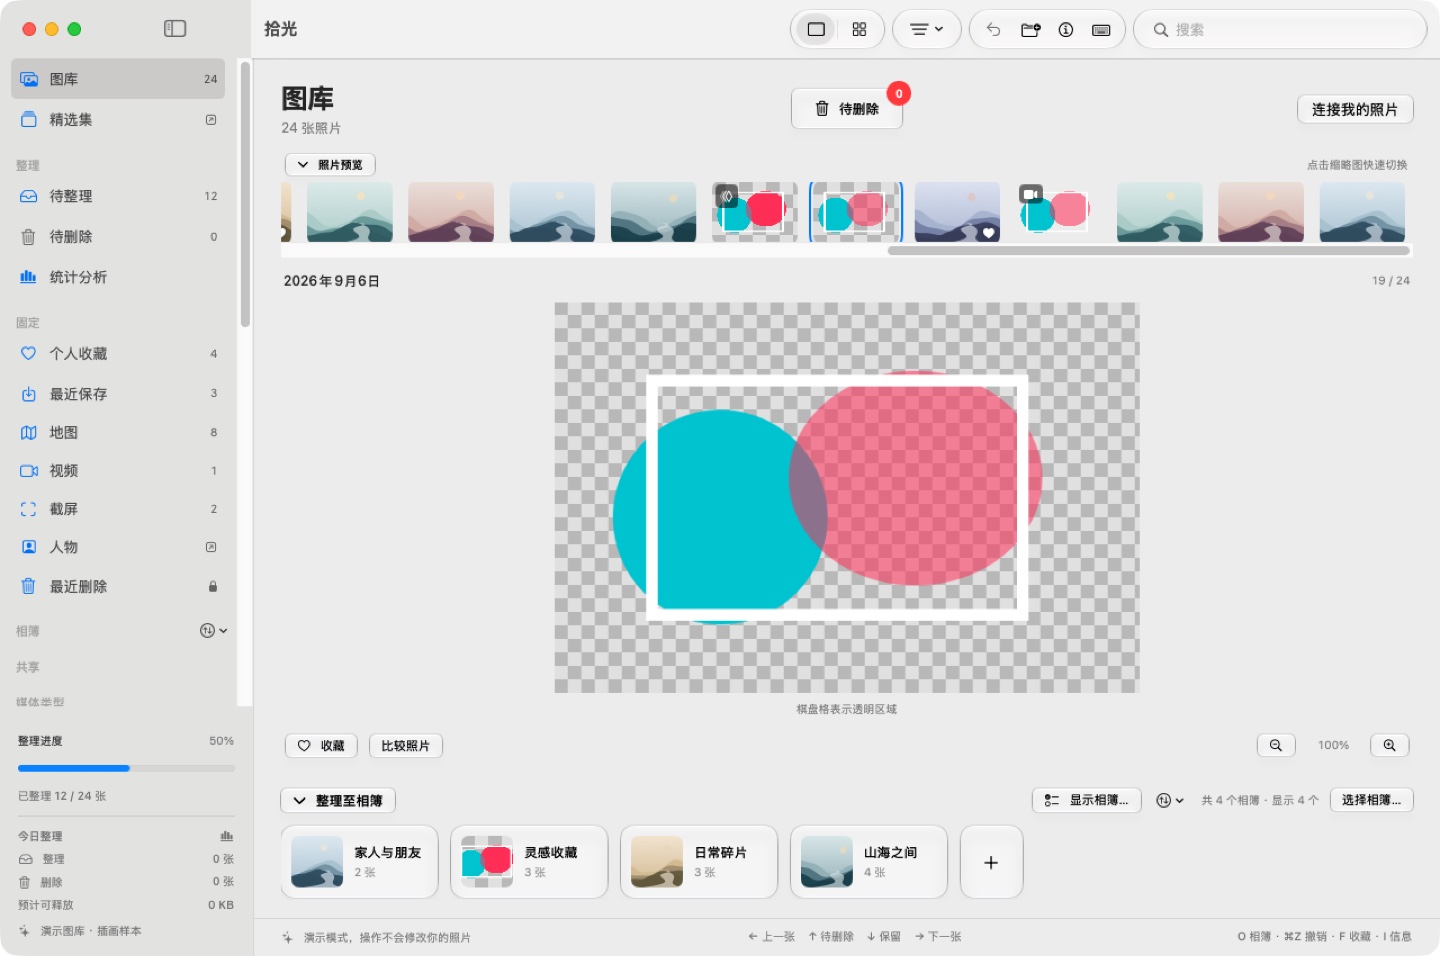 拾光
搜索
图库 24
精选集
整理
待整理 12
待删除 0
统计分析
固定
个人收藏 4
最近保存 3
地图 8
视频 1
截屏 2
人物
最近删除
相簿
共享
媒体类型
整理进度 50%
已整理 12 / 24 张
今日整理
整理 0 张
删除 0 张
预计可释放 0 KB
演示图库 · 插画样本
图库
24 张照片
待删除 0
连接我的照片
照片预览
点击缩略图快速切换
2026年9月6日
19 / 24
棋盘格表示透明区域
收藏
比较照片
100%
整理至相簿
显示相簿...
共 4 个相簿 · 显示 4 个
选择相簿...
家人与朋友
2 张
灵感收藏
3 张
日常碎片
3 张
山海之间
4 张
演示模式，操作不会修改你的照片
← 上一张 ↑ 待删除 ↓ 保留 → 下一张
O 相簿 · ⌘Z 撤销 · F 收藏 · I 信息